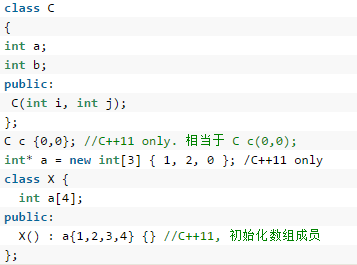 class C
{
int a;
int b;
public:
C(int i, int j);
};
C c {0,0}; //C++11 only. 相当于 C c(0,0);
int* a = new int[3] { 1, 2, 0 }; /C++11 only
class X {
int a[4];
public:
X() : a{1,2,3,4} {} //C++11, 初始化数组成员
};